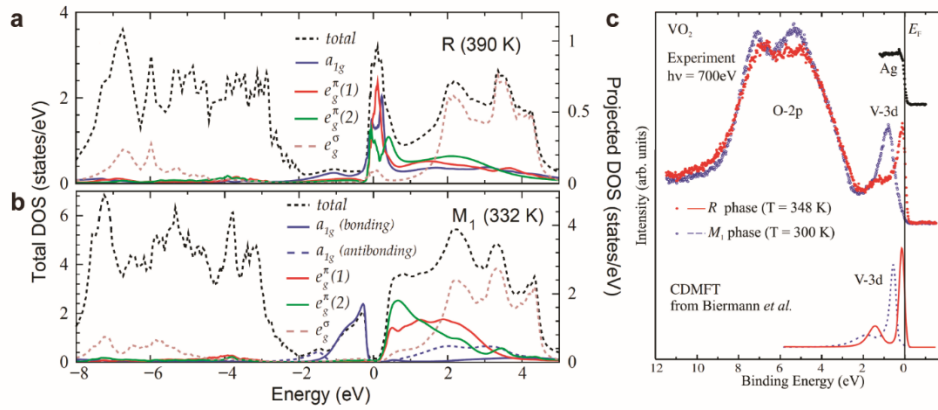 a
R (390 K)
total
a1g
egπ(1)
egπ(2)
egσ
4
2
0
1
0.5
0
Total DOS (states/eV)
Projected DOS (states/eV)
b
M1 (332 K)
total
a1g (bonding)
a1g (antibonding)
egπ(1)
egπ(2)
egσ
6
4
2
0
4
2
0
−8 −6 −4 −2 0 2 4
Energy (eV)
c
VO2
Experiment
hν = 700eV
EF
Ag
O-2p
V-3d
R phase (T = 348 K)
M1 phase (T = 300 K)
CDMFT
from Biermann et al.
V-3d
Intensity (arb. units)
12 10 8 6 4 2 0
Binding Energy (eV)